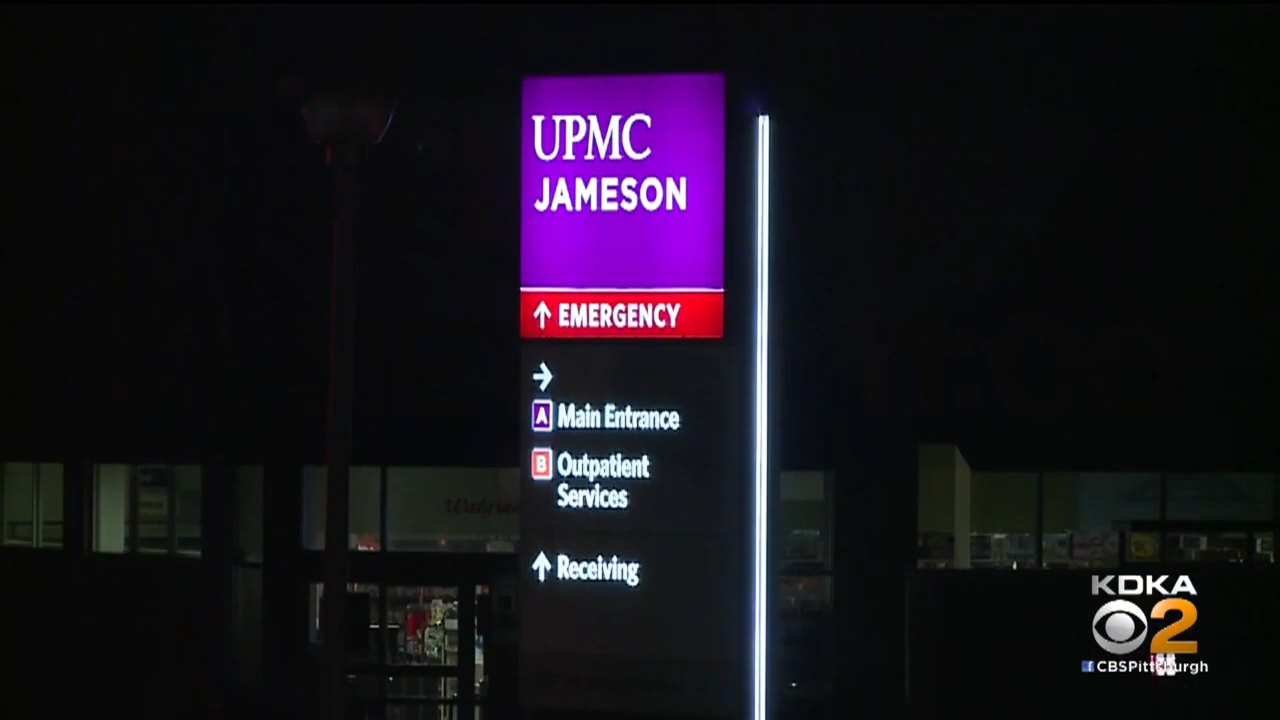 UPMC
JAMESON
↑ EMERGENCY
→
A Main Entrance
B Outpatient
Services
↑ Receiving
KDKA
2
CBSPittsburgh